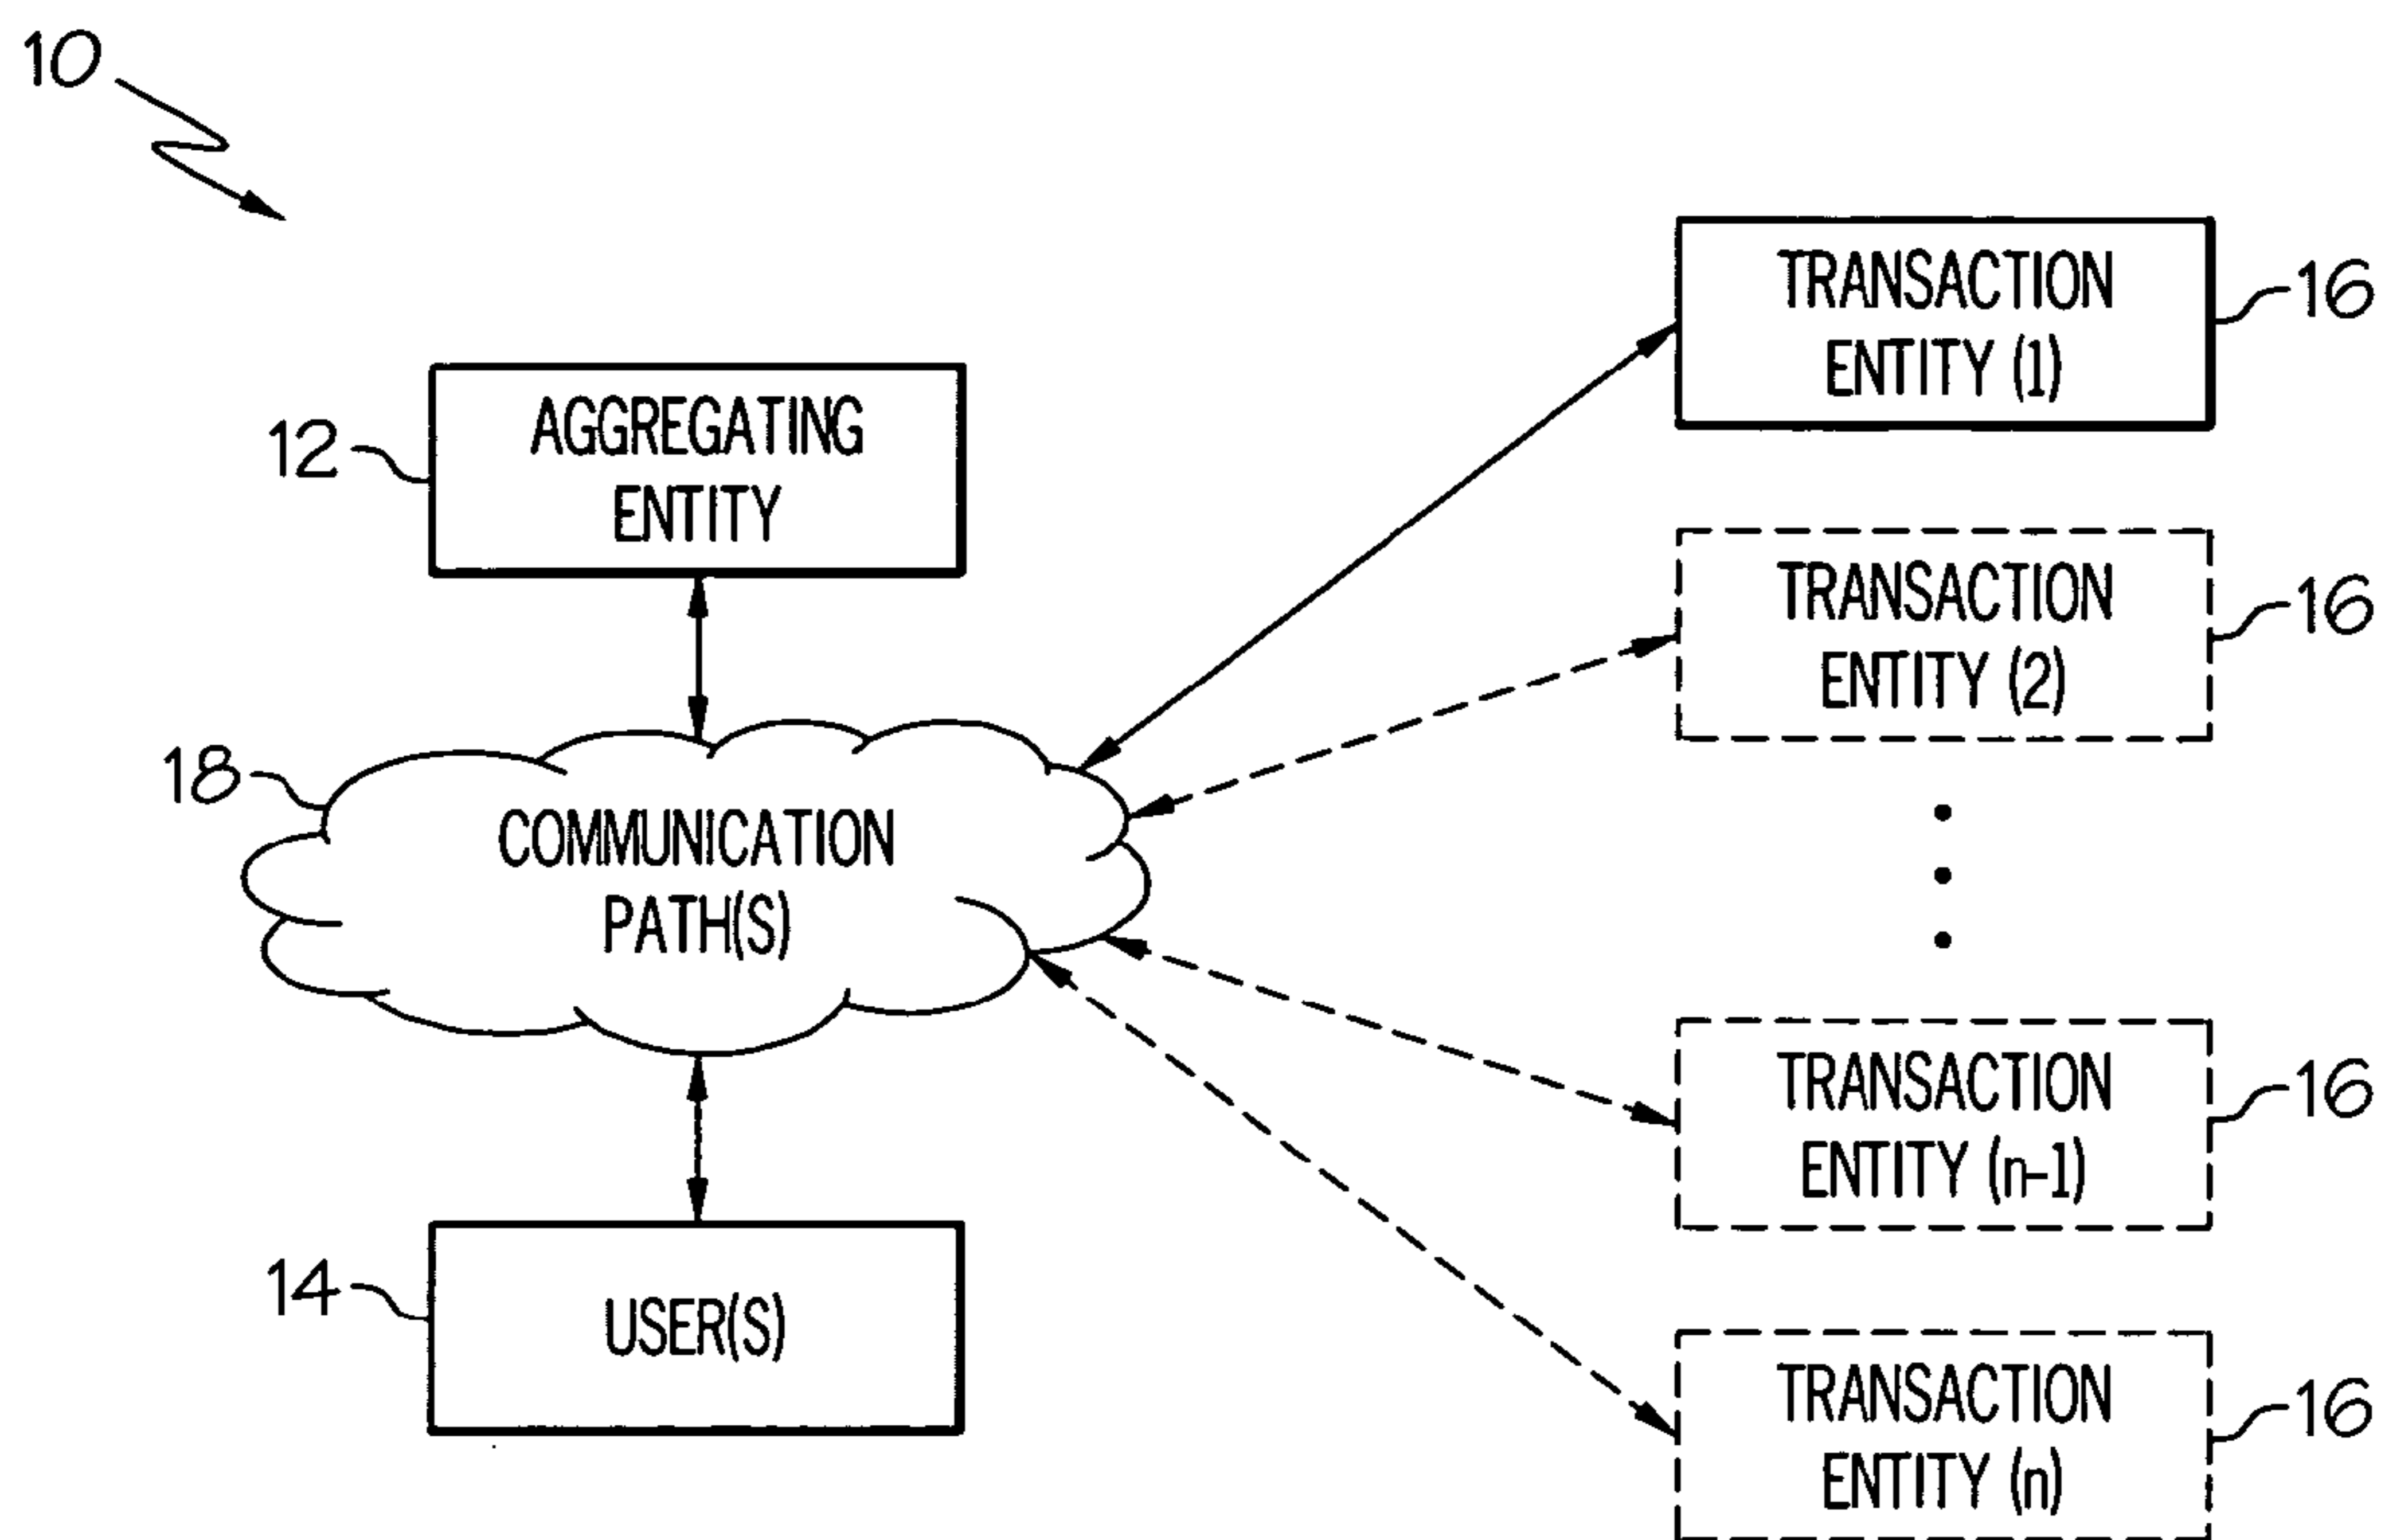 10
TRANSACTION
ENTITY (1)
16
AGGREGATING
ENTITY
12
TRANSACTION
ENTITY (2)
16
18
COMMUNICATION
PATH(S)
TRANSACTION
ENTITY (n-1)
16
14
USER(S)
TRANSACTION
ENTITY (n)
16